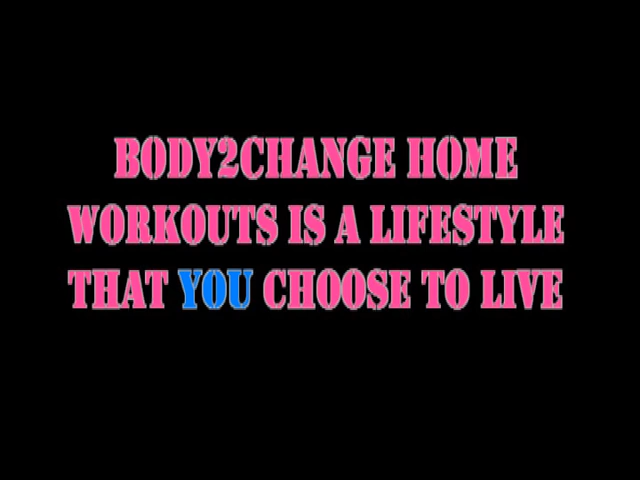 BODY2CHANGE HOME
WORKOUTS IS A LIFESTYLE
THAT YOU CHOOSE TO LIVE